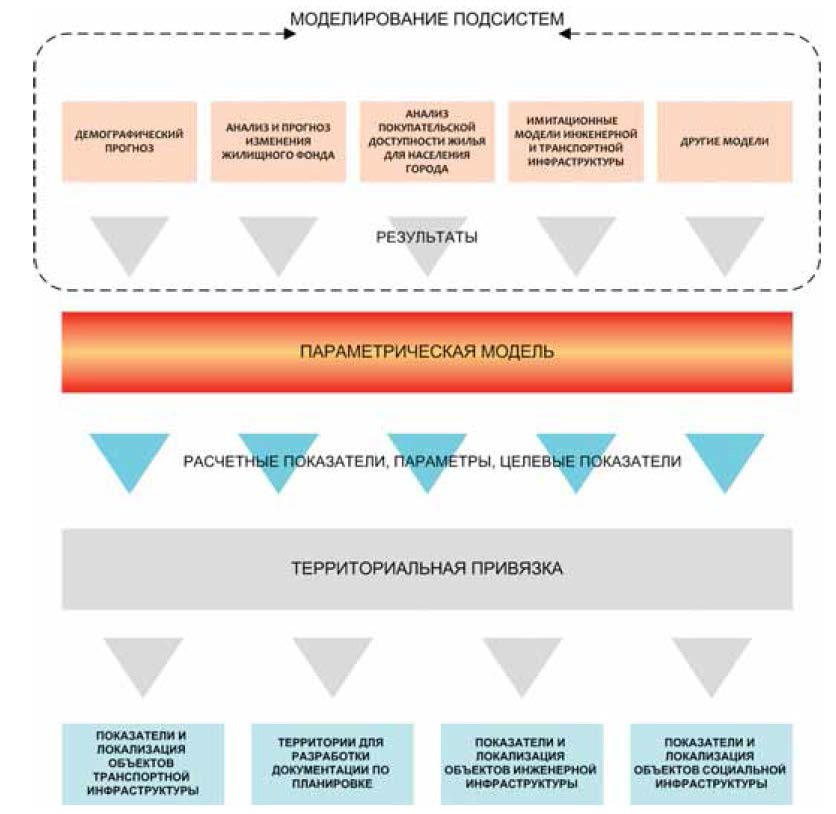 МОДЕЛИРОВАНИЕ ПОДСИСТЕМ
ДЕМОГРАФИЧЕСКИЙ
ПРОГНОЗ
АНАЛИЗ И ПРОГНОЗ
ИЗМЕНЕНИЯ
ЖИЛИЩНОГО ФОНДА
АНАЛИЗ
ПОКУПАТЕЛЬСКОЙ
ДОСТУПНОСТИ ЖИЛЬЯ
ДЛЯ НАСЕЛЕНИЯ
ГОРОДА
ИМИТАЦИОННЫЕ
МОДЕЛИ ИНЖЕНЕРНОЙ
И ТРАНСПОРТНОЙ
ИНФРАСТРУКТУРЫ
ДРУГИЕ МОДЕЛИ
РЕЗУЛЬТАТЫ
ПАРАМЕТРИЧЕСКАЯ МОДЕЛЬ
РАСЧЕТНЫЕ ПОКАЗАТЕЛИ, ПАРАМЕТРЫ, ЦЕЛЕВЫЕ ПОКАЗАТЕЛИ
ТЕРРИТОРИАЛЬНАЯ ПРИВЯЗКА
ПОКАЗАТЕЛИ И
ЛОКАЛИЗАЦИЯ
ОБЪЕКТОВ
ТРАНСПОРТНОЙ
ИНФРАСТРУКТУРЫ
ТЕРРИТОРИИ ДЛЯ
РАЗРАБОТКИ
ДОКУМЕНТАЦИИ ПО
ПЛАНИРОВКЕ
ПОКАЗАТЕЛИ И
ЛОКАЛИЗАЦИЯ
ОБЪЕКТОВ ИНЖЕНЕРНОЙ
ИНФРАСТРУКТУРЫ
ПОКАЗАТЕЛИ И
ЛОКАЛИЗАЦИЯ
ОБЪЕКТОВ СОЦИАЛЬНОЙ
ИНФРАСТРУКТУРЫ